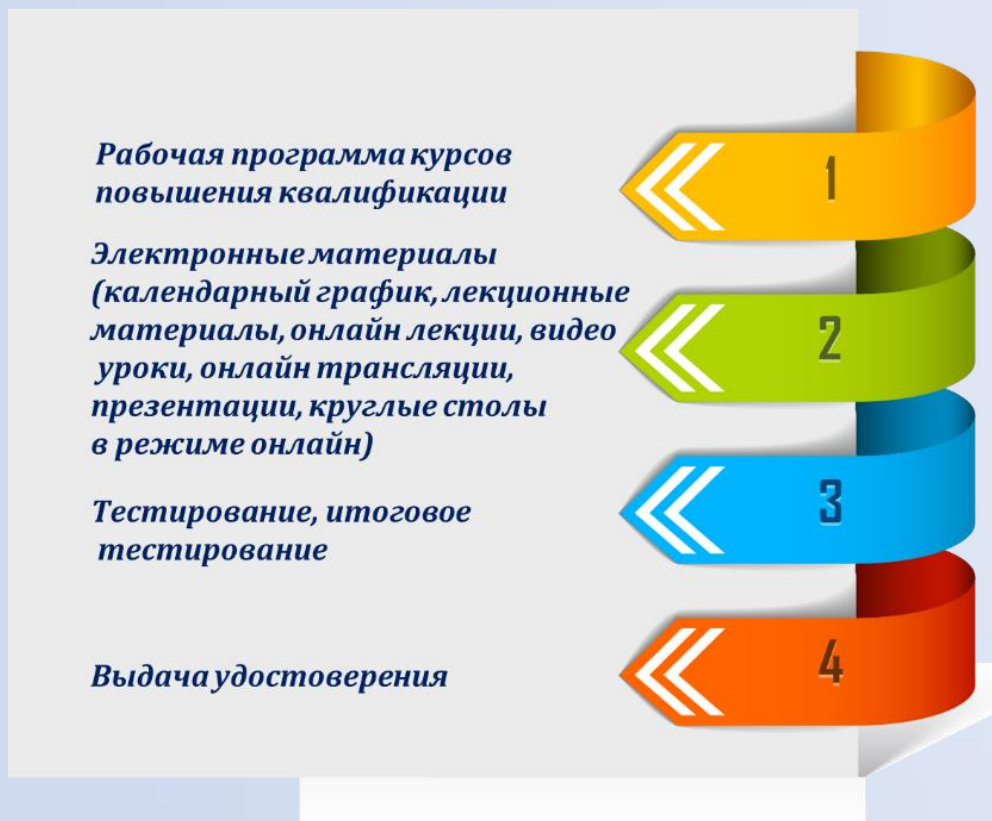 Рабочая программа курсов
повышения квалификации
1
Электронные материалы
(календарный график, лекционные
материалы, онлайн лекции, видео
уроки, онлайн трансляции,
презентации, круглые столы
в режиме онлайн)
2
Тестирование, итоговое
тестирование
3
Выдача удостоверения
4